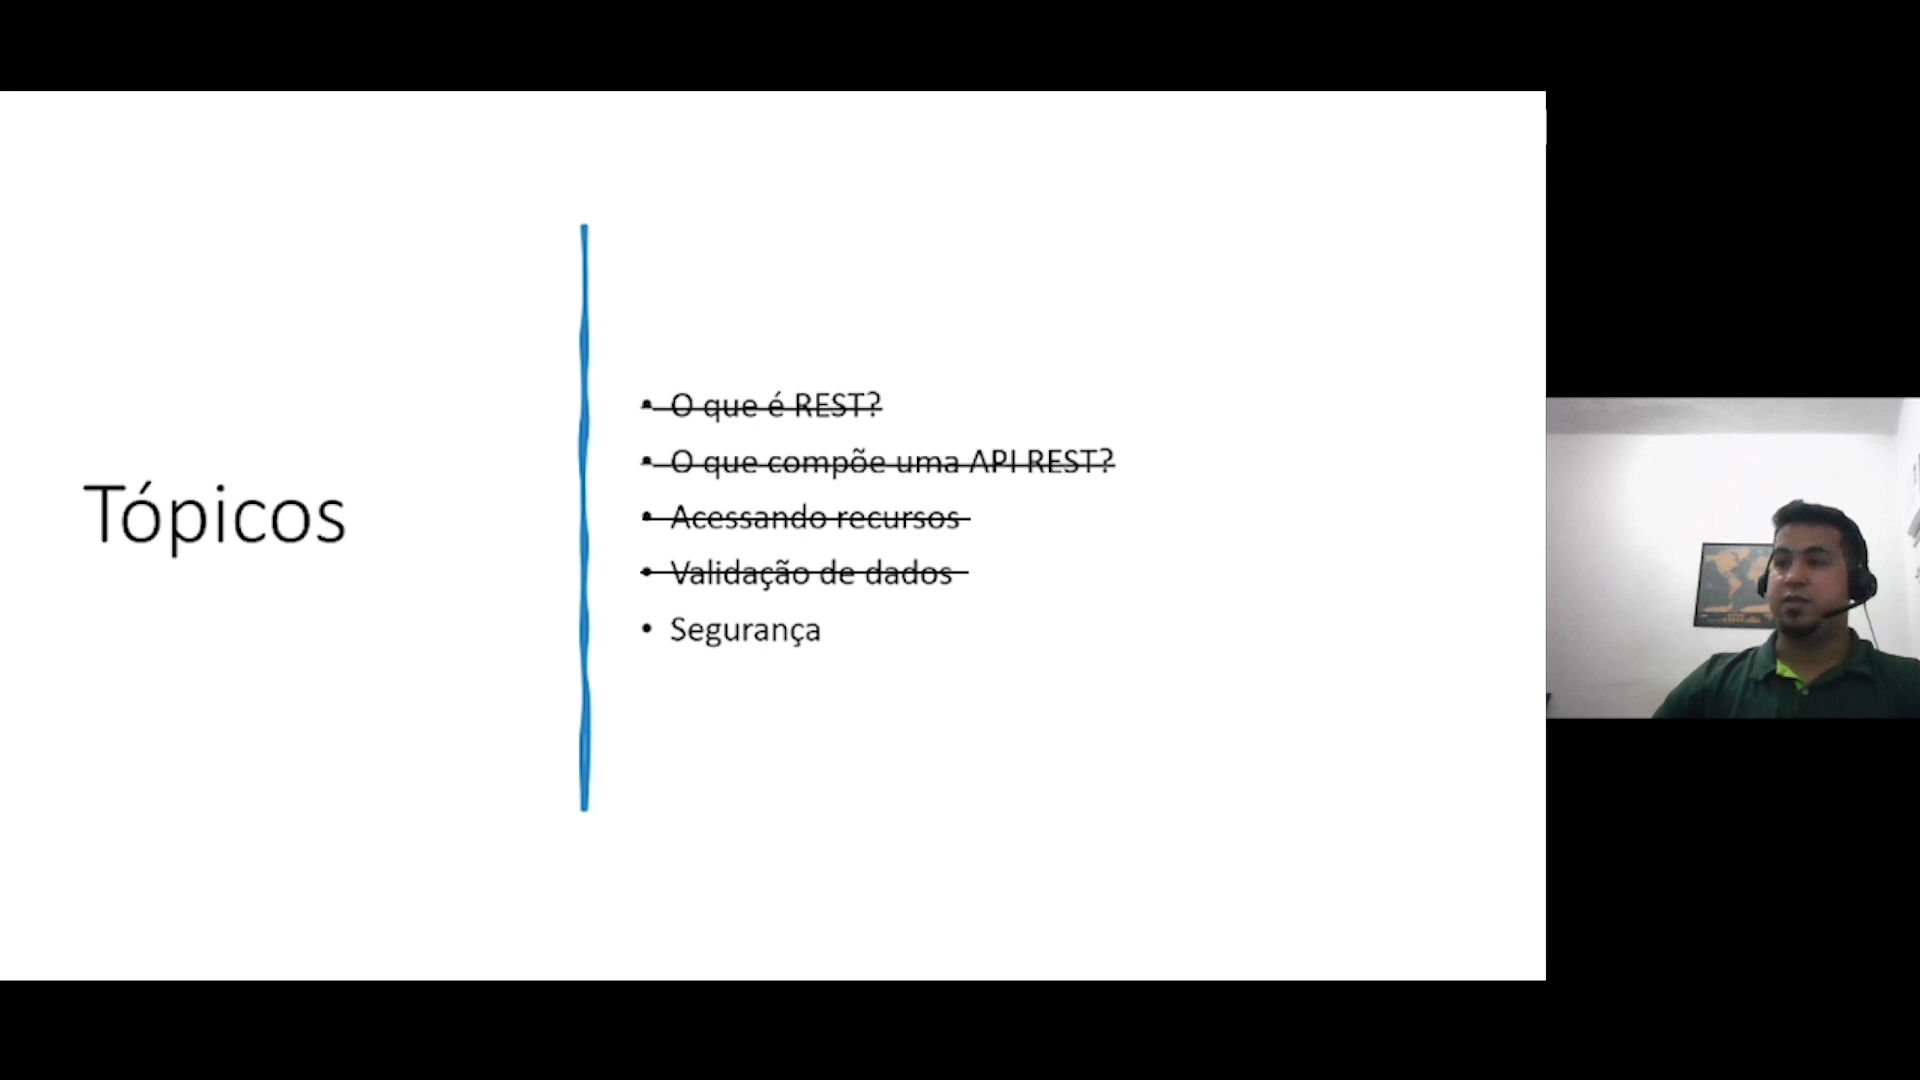 Tópicos
• O que é REST?
• O que compõe uma API REST?
• Acessando recursos
• Validação de dados
• Segurança